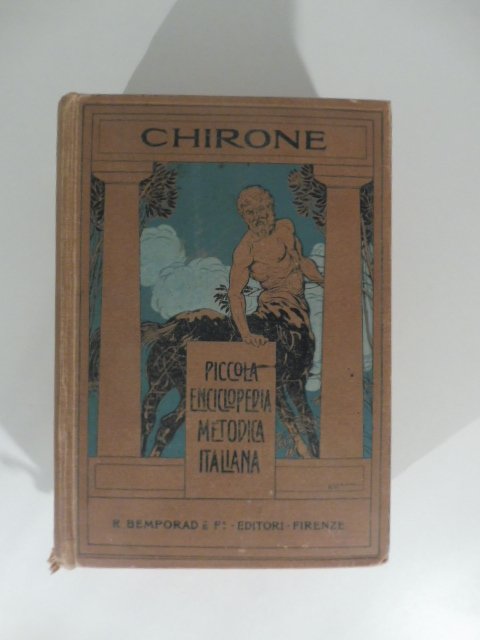 CHIRONE
PICCOLA
ENCICLOPEDIA
METODICA
ITALIANA
R. BEMPORAD & F° - EDITORI - FIRENZE